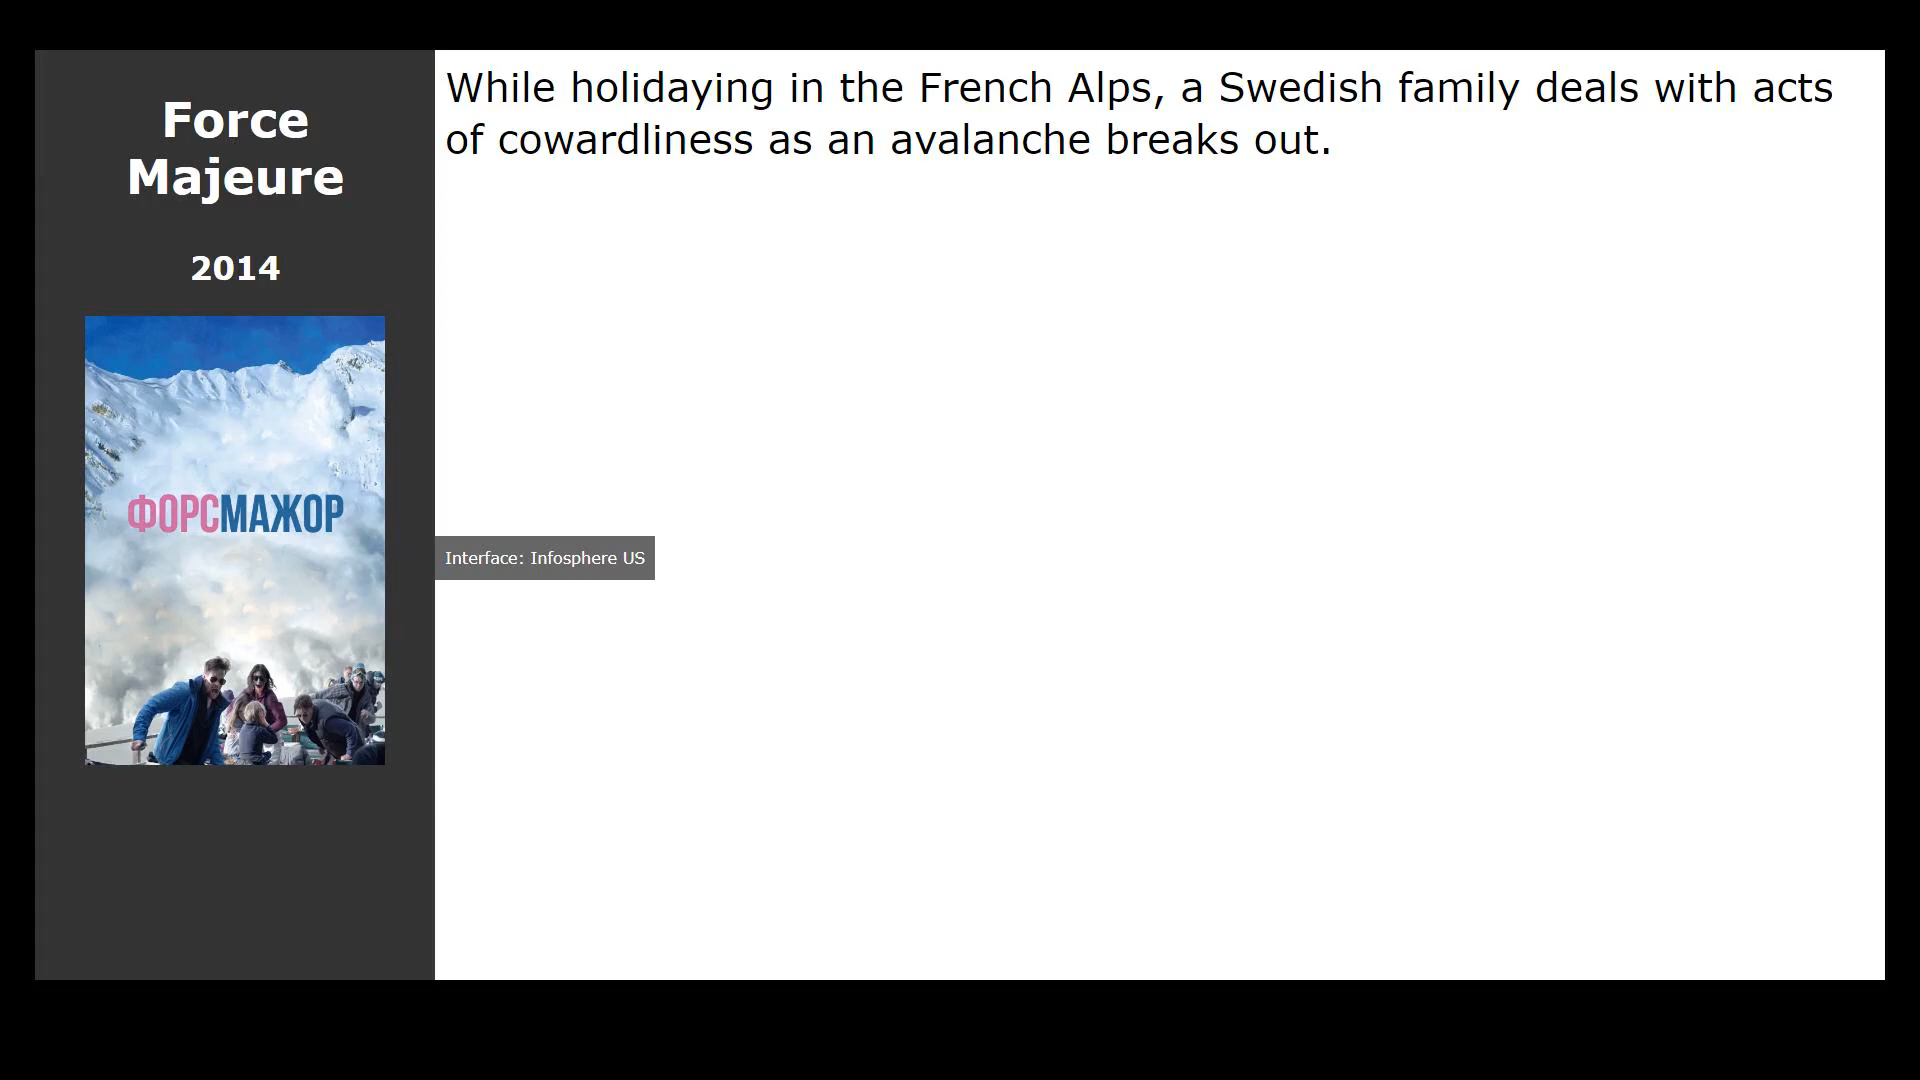 Force
Majeure
2014
ФОРСМАЖОР
While holidaying in the French Alps, a Swedish family deals with acts
of cowardliness as an avalanche breaks out.
Interface: Infosphere US